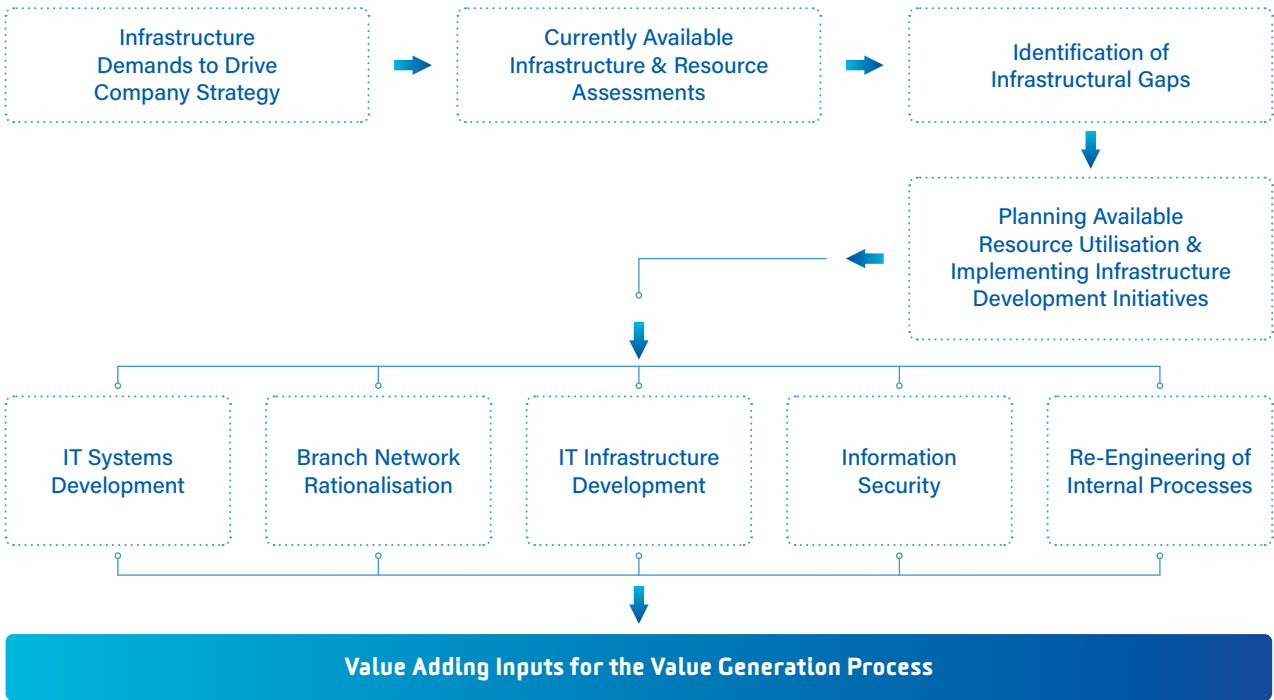 Infrastructure
Demands to Drive
Company Strategy
Currently Available
Infrastructure & Resource
Assessments
Identification of
Infrastructural Gaps
Planning Available
Resource Utilisation &
Implementing Infrastructure
Development Initiatives
IT Systems
Development
Branch Network
Rationalisation
IT Infrastructure
Development
Information
Security
Re-Engineering of
Internal Processes
Value Adding Inputs for the Value Generation Process